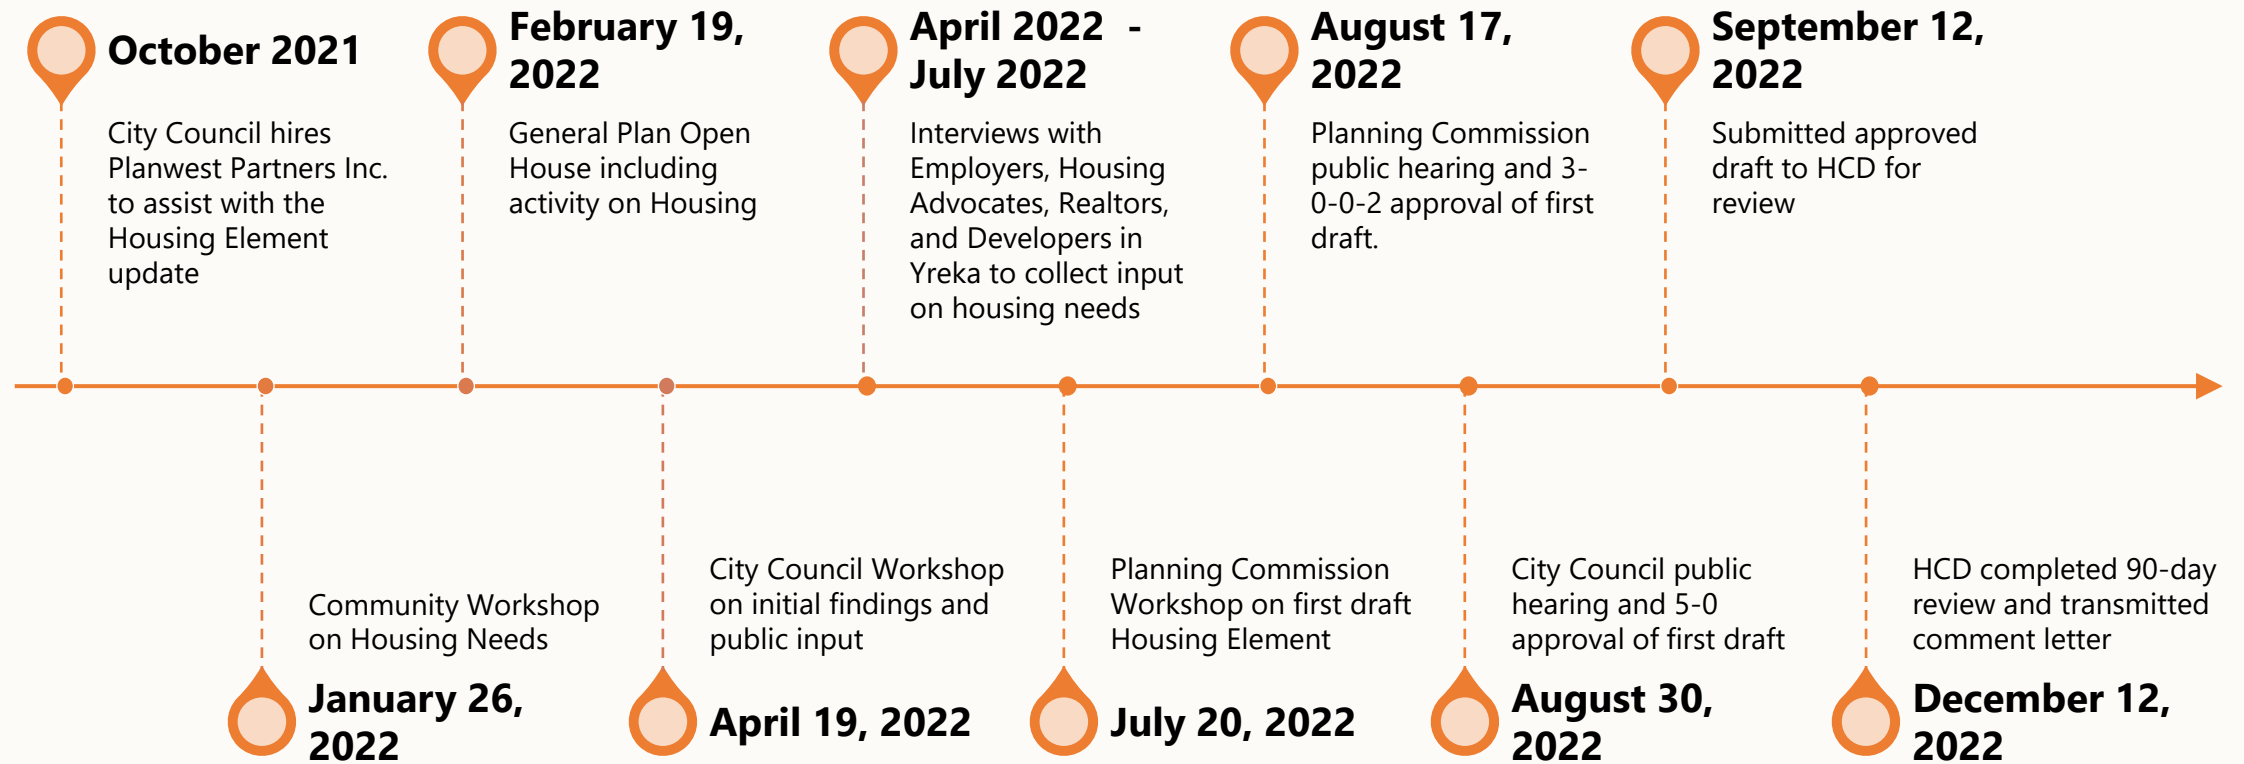 October 2021
City Council hires
Planwest Partners Inc.
to assist with the
Housing Element
update
February 19,
2022
General Plan Open
House including
activity on Housing
April 2022  -
July 2022
Interviews with
Employers, Housing
Advocates, Realtors,
and Developers in
Yreka to collect input
on housing needs
August 17,
2022
Planning Commission
public hearing and 3-
0-0-2 approval of first
draft.
September 12,
2022
Submitted approved
draft to HCD for
review
Community Workshop
on Housing Needs
January 26,
2022
City Council Workshop
on initial findings and
public input
April 19, 2022
Planning Commission
Workshop on first draft
Housing Element
July 20, 2022
City Council public
hearing and 5-0
approval of first draft
August 30,
2022
HCD completed 90-day
review and transmitted
comment letter
December 12,
2022